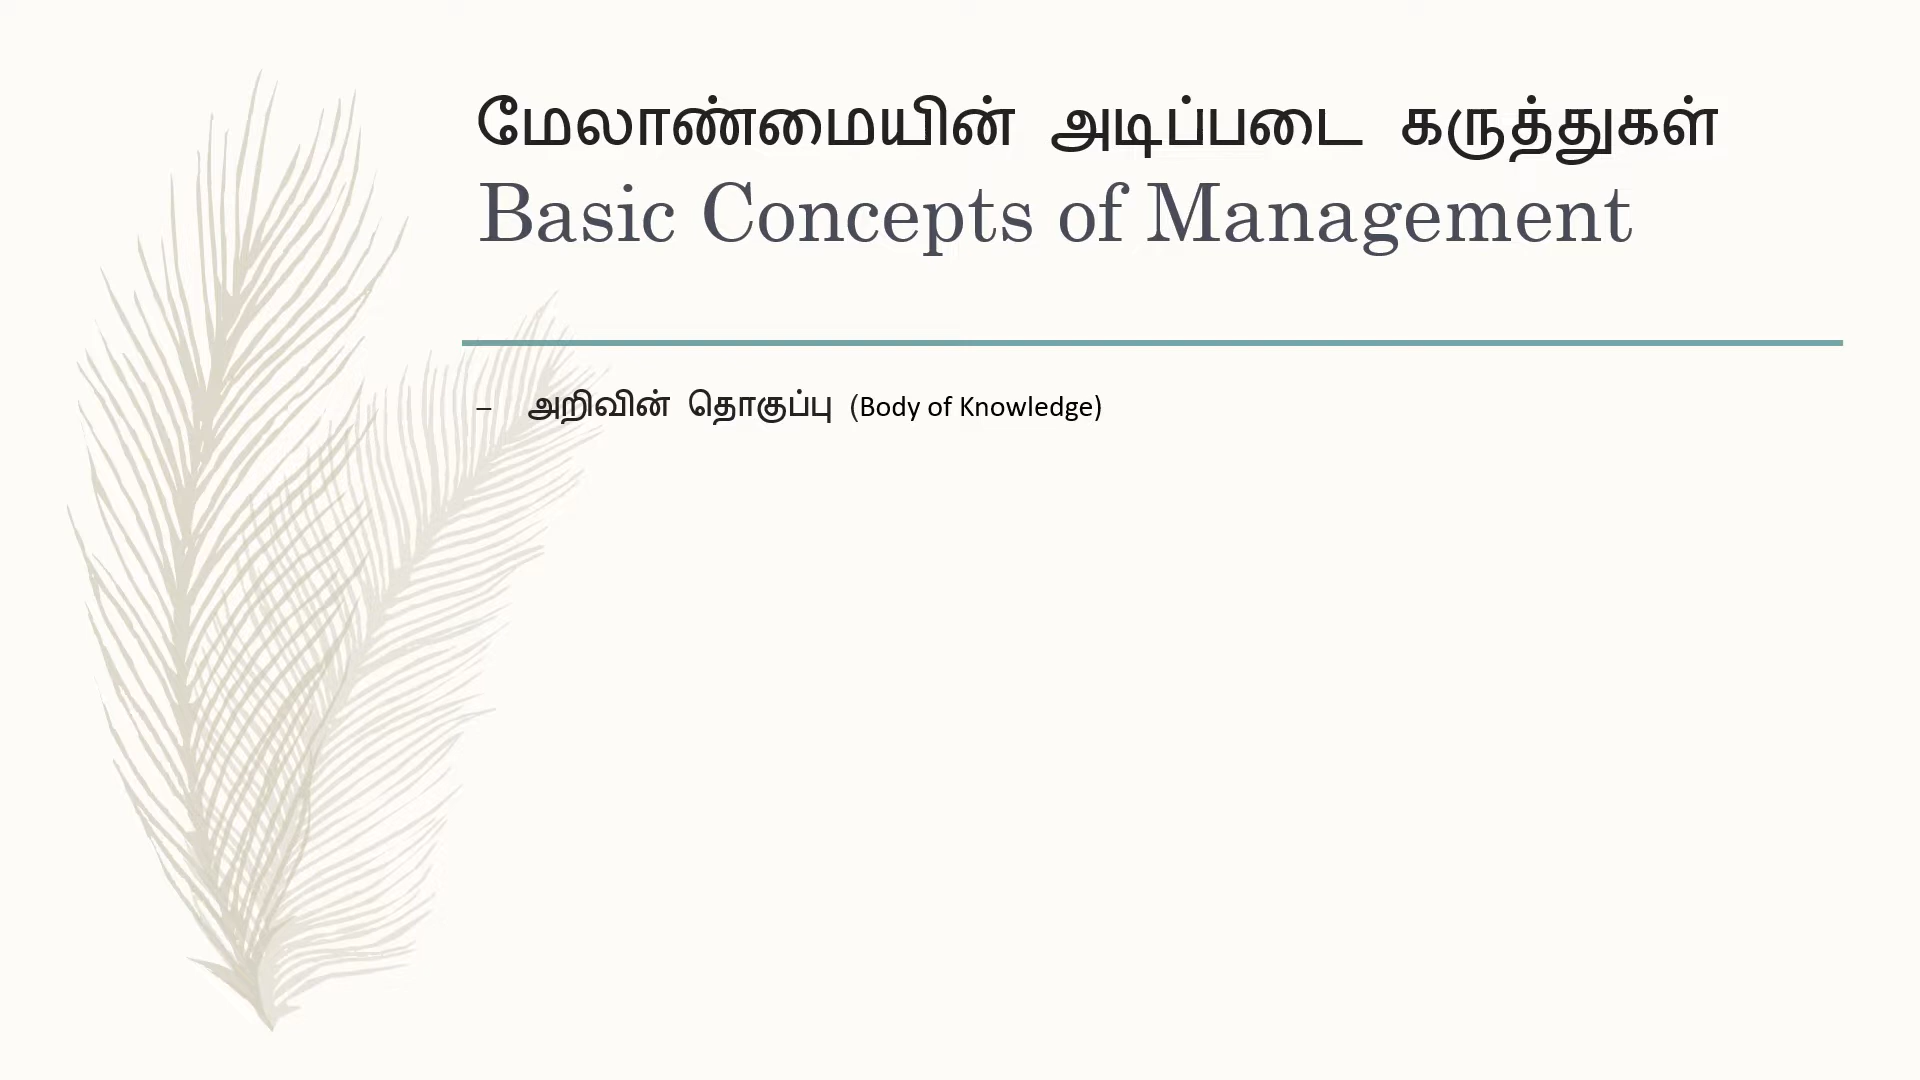 மேலாண்மையின் அடிப்படை கருத்துகள்
Basic Concepts of Management
– அறிவின் தொகுப்பு (Body of Knowledge)